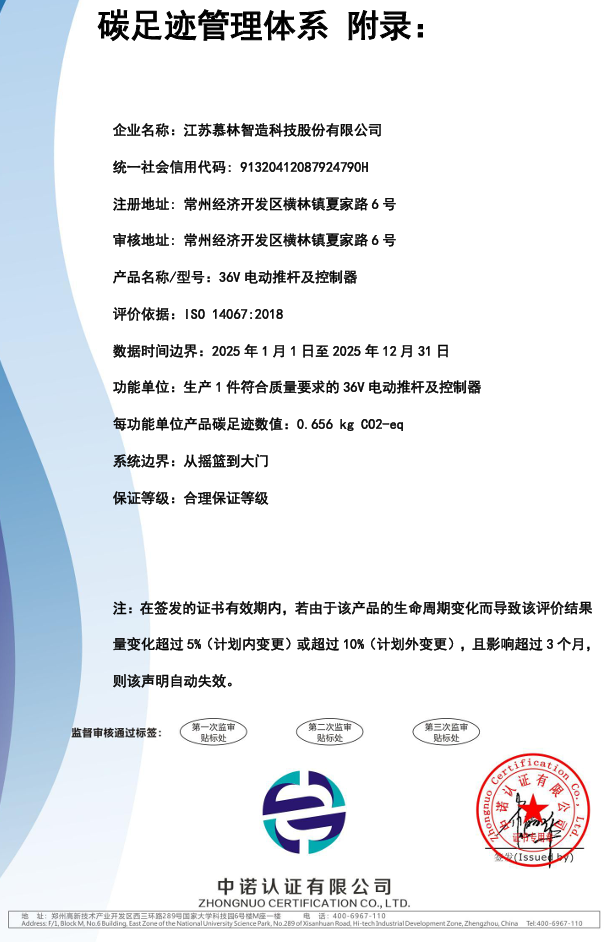 碳足迹管理体系 附录：
企业名称：江苏慕林智造科技股份有限公司
统一社会信用代码：91320412087924790H
注册地址：常州经济开发区横林镇夏家路 6 号
审核地址：常州经济开发区横林镇夏家路 6 号
产品名称/型号：36V 电动推杆及控制器
评价依据：ISO 14067:2018
数据时间边界：2025 年 1 月 1 日至 2025 年 12 月 31 日
功能单位：生产 1 件符合质量要求的 36V 电动推杆及控制器
每功能单位产品碳足迹数值：0.656 kg CO2-eq
系统边界：从摇篮到大门
保证等级：合理保证等级
注：在签发的证书有效期内，若由于该产品的生命周期变化而导致该评价结果
量变化超过 5%（计划内变更）或超过 10%（计划外变更），且影响超过 3 个月，
则该声明自动失效。
监督审核通过标签：
第一次监审
贴标处
第二次监审
贴标处
第三次监审
贴标处
Zhongnuo Certification Co., Ltd.
中诺认证有限公司
证书专用章
签发(Issued by)
中诺认证有限公司
ZHONGNUO CERTIFICATION CO., LTD.
地 址：郑州高新技术产业开发区西三环路289号国家大学科技园6号楼M座一楼 电 话：400-6967-110
Address: F/1, Block M, No.6 Building, East Zone of the National University Science Park, No.289 of Xisanhuan Road, Hi-tech Industrial Development Zone, Zhengzhou, China Tel:400-6967-110